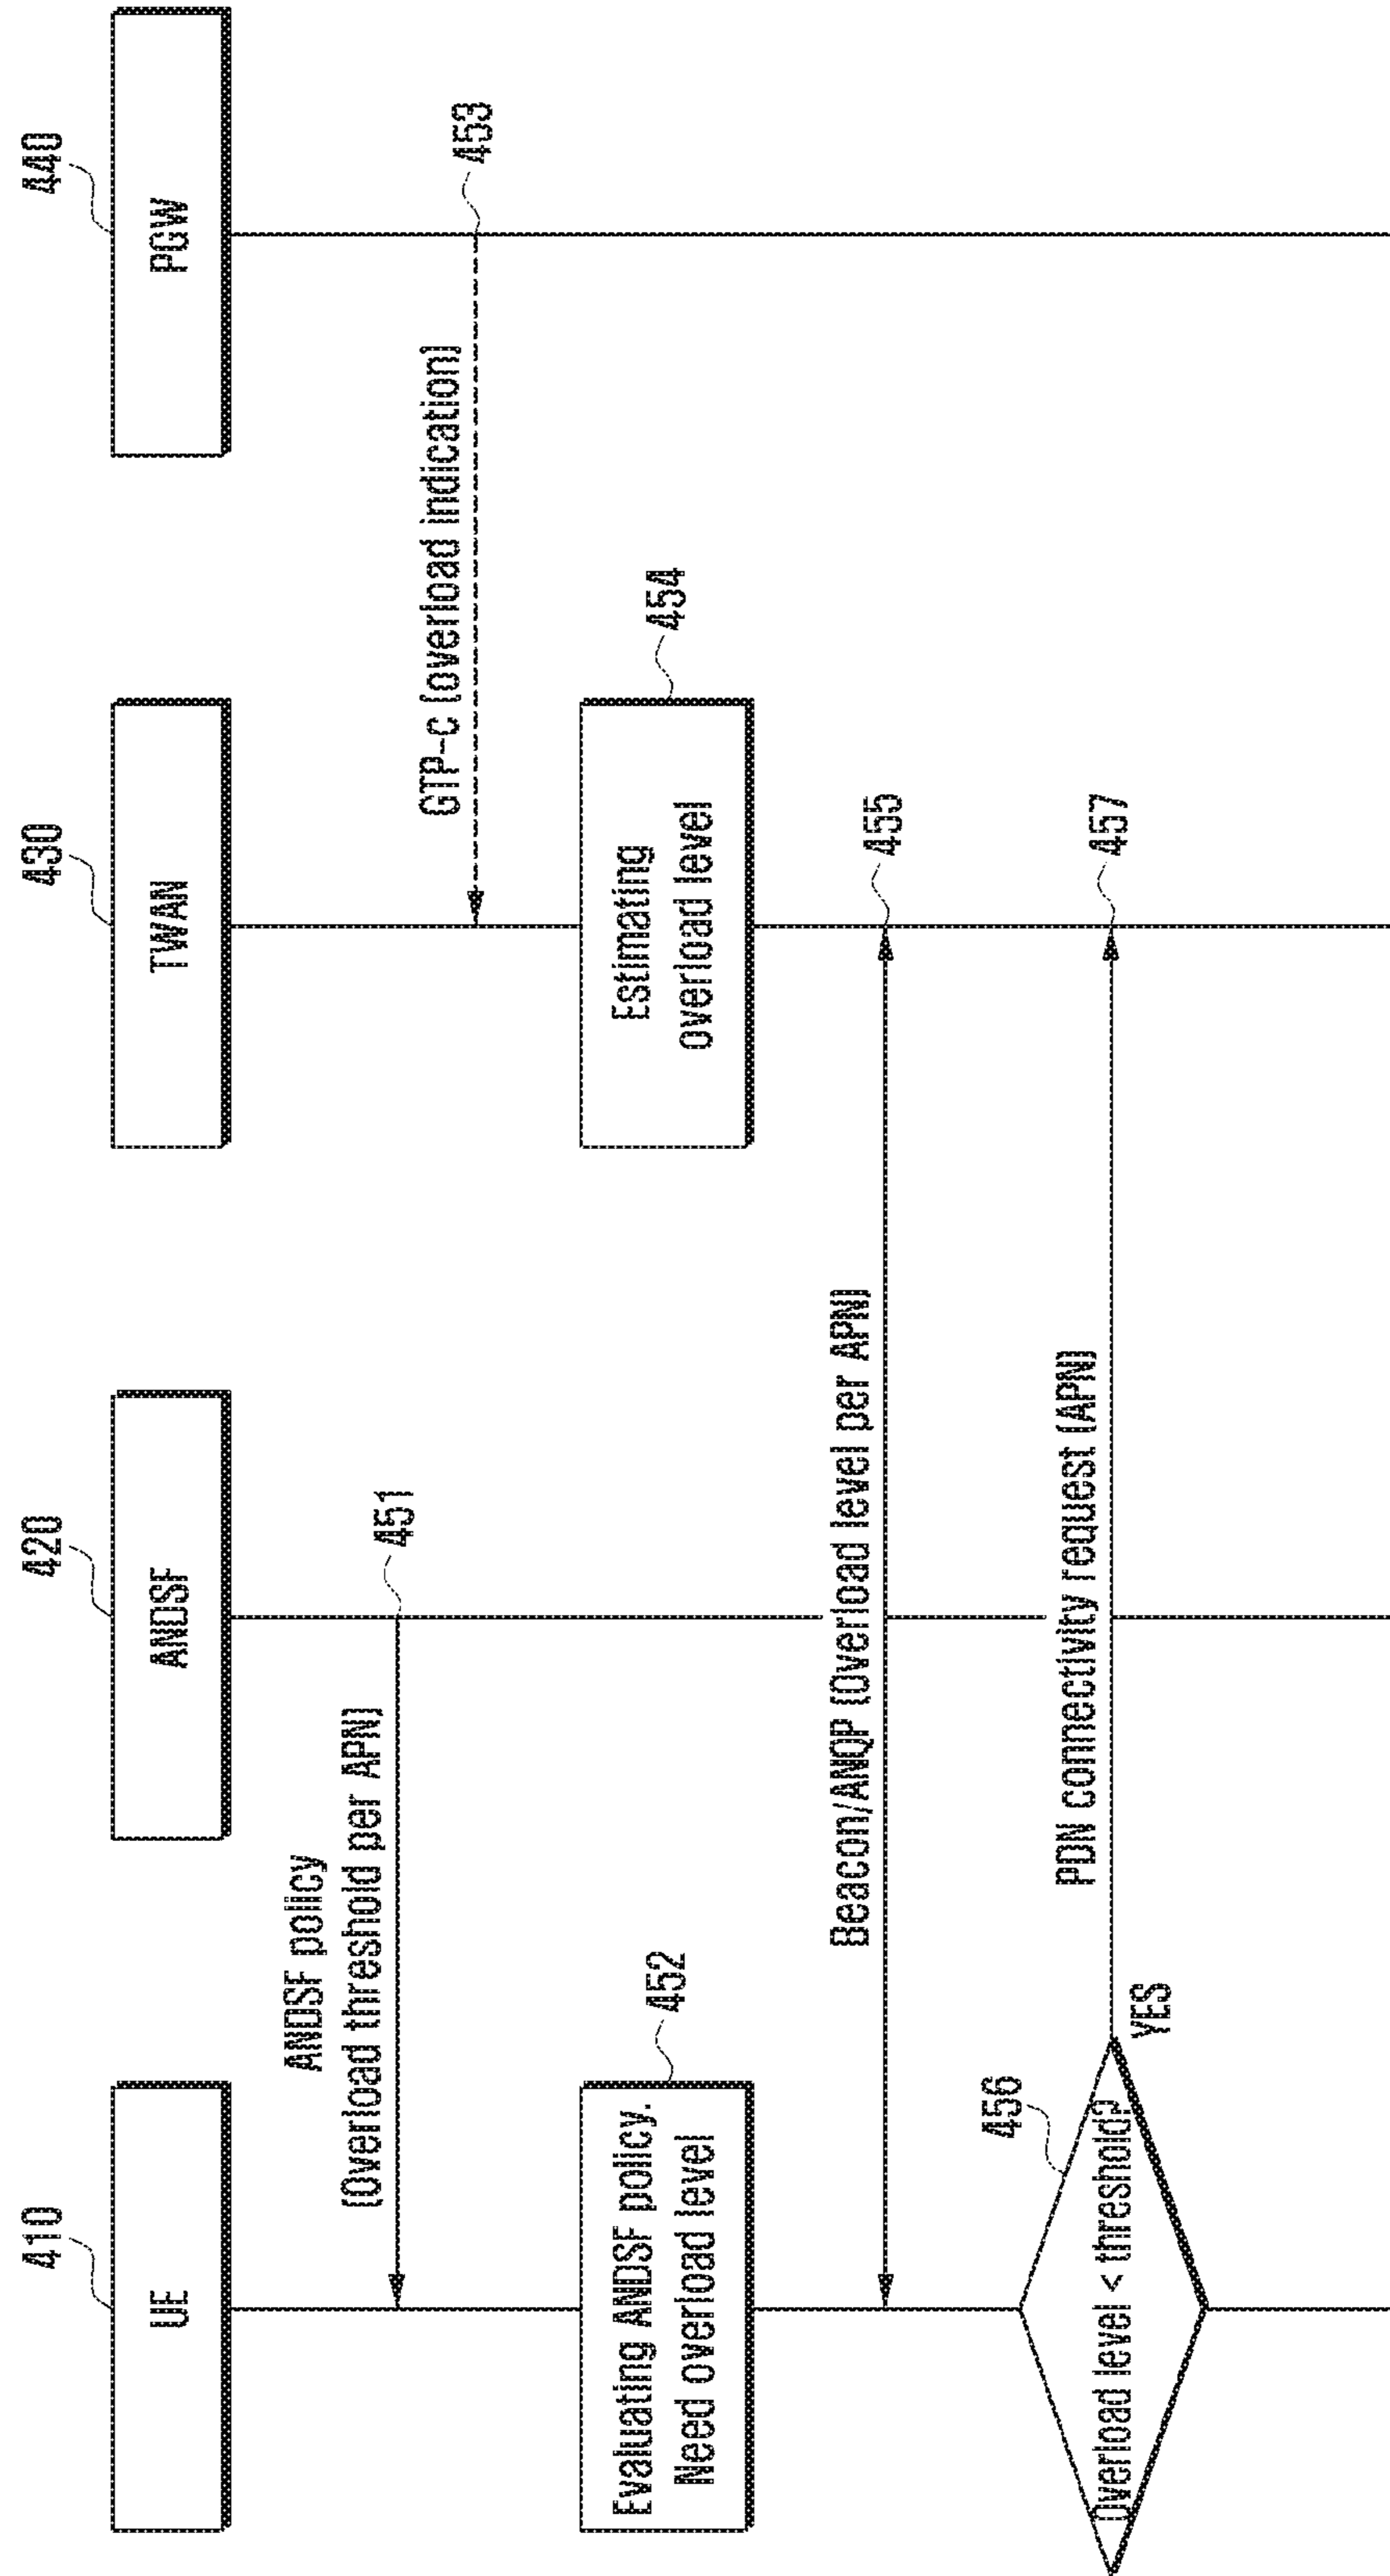 410
420
430
440
UE
ANDSF
TWAN
PGW
ANDSF policy
(Overload threshold per APN)
451
GTP-c (overload indication)
453
Evaluating ANDSF policy.
Need overload level
452
Estimating
overload level
454
Beacon/ANQP (Overload level per APN)
455
456
Overload level < threshold?
YES
PDN connectivity request (APN)
457